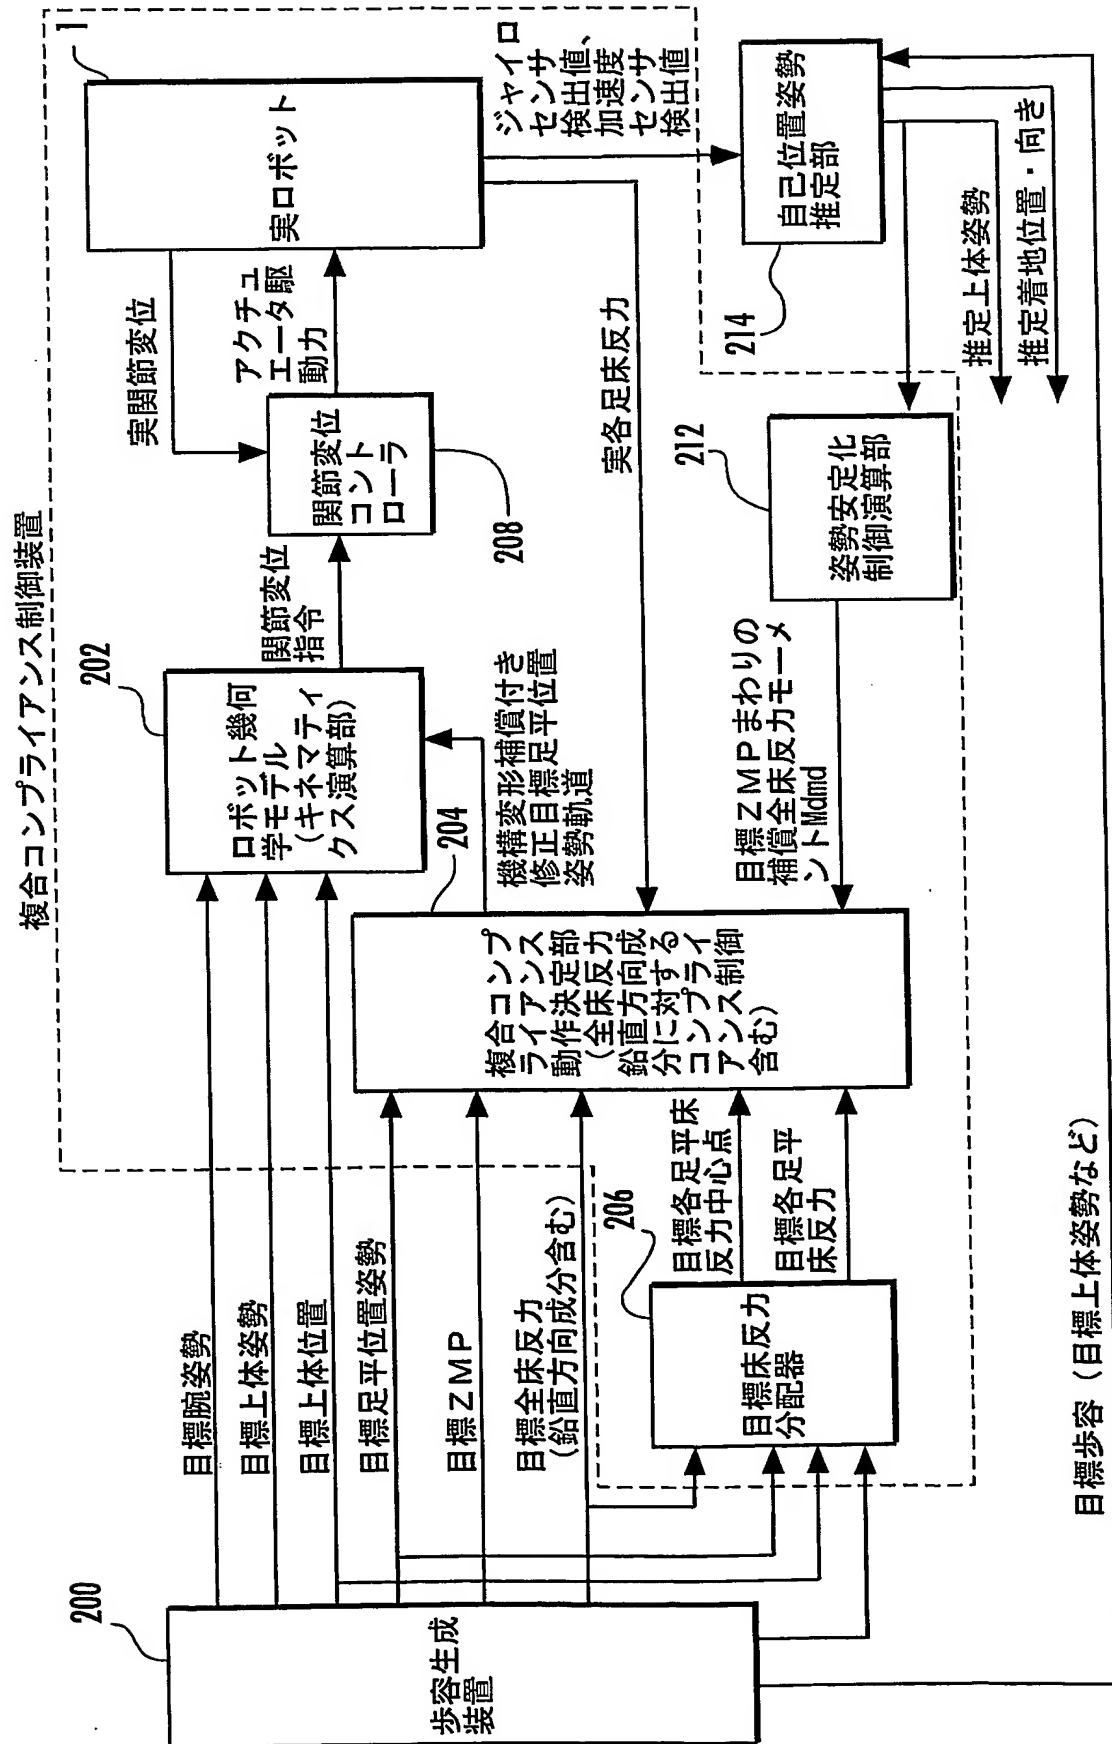 複合コンプライアンス制御装置
200
歩容生成
装置
目標腕姿勢
目標上体姿勢
目標上体位置
目標足平位置姿勢
目標ZMP
目標全床反力
(鉛直方向成分含む)
206
目標床反力
分配器
目標各足平床
反力中心点
目標各足平
床反力
202
ロボット幾何
学モデル
(キネマティ
クス演算部)
204
複合コンプ
ライアンス
動作決定部
(全床反力
鉛直方向成
分に対する
コンプライ
アンス制御
含む)
機構変形補償付き
修正目標足平位置
姿勢軌道
関節変位
指令
関節変位
コント
ローラ
208
実関節変位
アクチュ
エータ駆
動力
1
実ロボット
実各足床反力
ジャイロ
センサ
検出値、
加速度
センサ
検出値
目標ZMPまわりの
補償全床反力モーメ
ントMdmd
212
姿勢安定化
制御演算部
214
自己位置姿勢
推定部
推定上体姿勢
推定着地位置・向き
目標歩容(目標上体姿勢など)